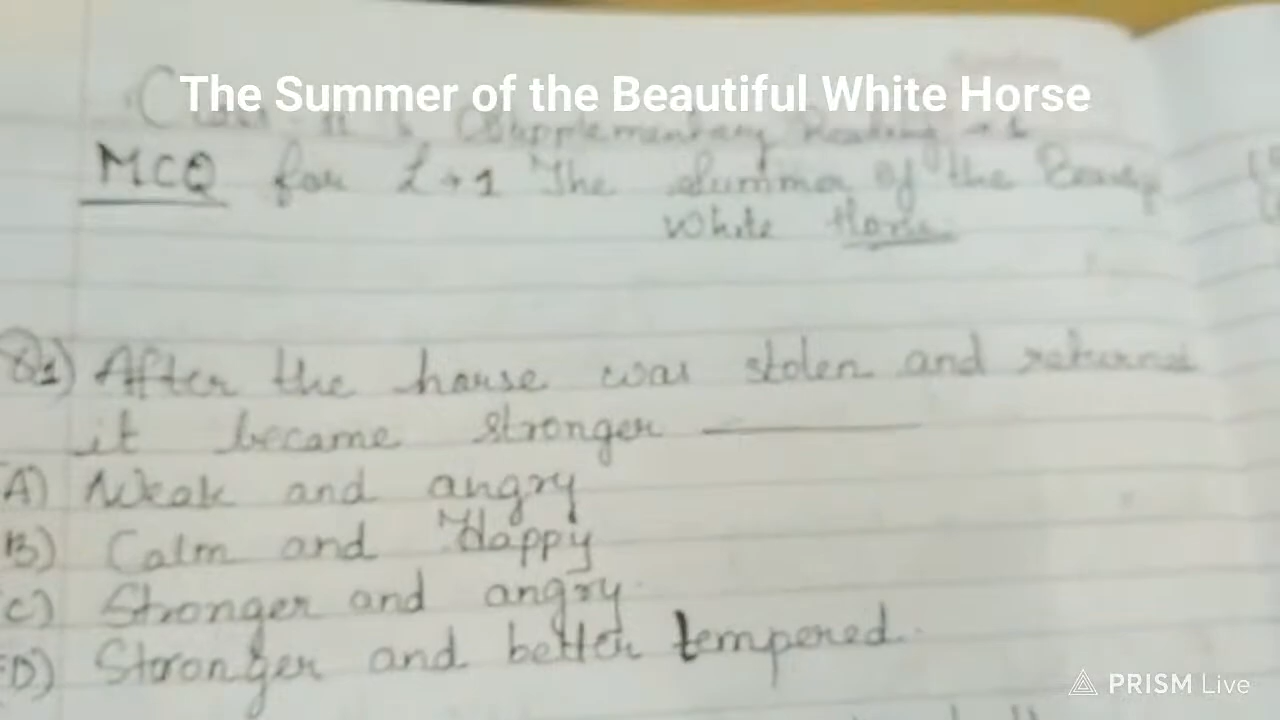 The Summer of the Beautiful White Horse
Supplementary Reading
MCQ for L→1 The Summer of the
White Horse
Q1) After the horse was stolen and returned
it became stronger ———
A) Weak and angry
B) Calm and Happy
C) Stronger and angry.
D) Stronger and better tempered.
PRISM Live